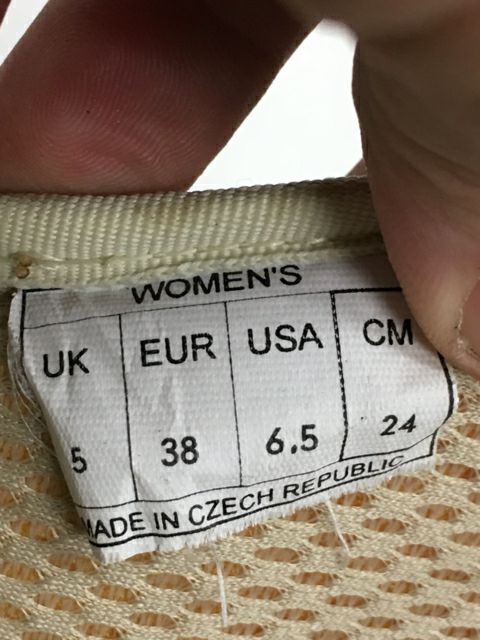 WOMEN'S
UK EUR USA CM
5 38 6.5 24
MADE IN CZECH REPUBLIC